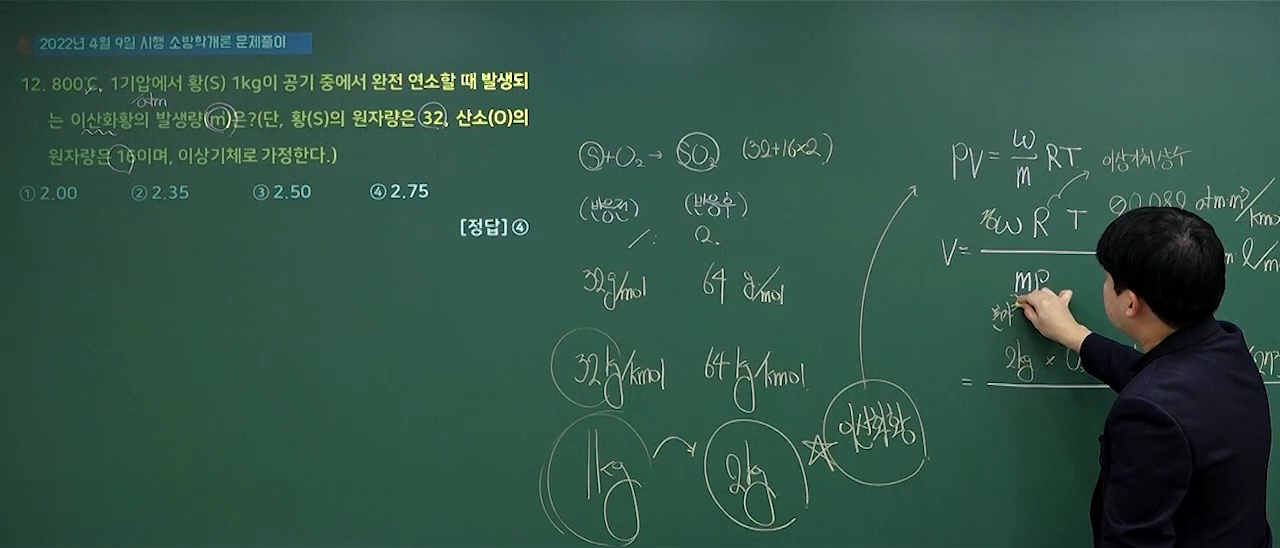 2022년 4월 9일 시행 소방학개론 문제풀이
12. 800℃, 1기압에서 황(S) 1kg이 공기 중에서 완전 연소할 때 발생되
atm
는 이산화황의 발생량(m)은?(단, 황(S)의 원자량은 32, 산소(O)의
원자량은 16이며, 이상기체로 가정한다.)
① 2.00 ② 2.35 ③ 2.50 ④ 2.75
[정답] ④
S+O₂→ SO₂ (32+16×2)
(반응전) (반응후)
32g/mol 64 g/mol
32kg/kmol 64kg/kmol
1kg 2kg ☆ 이산화황
PV = W/m RT 이상기체상수
V = W R T / mP
0.082 atm·m³/kmo
ℓ/m
= 2kg ×